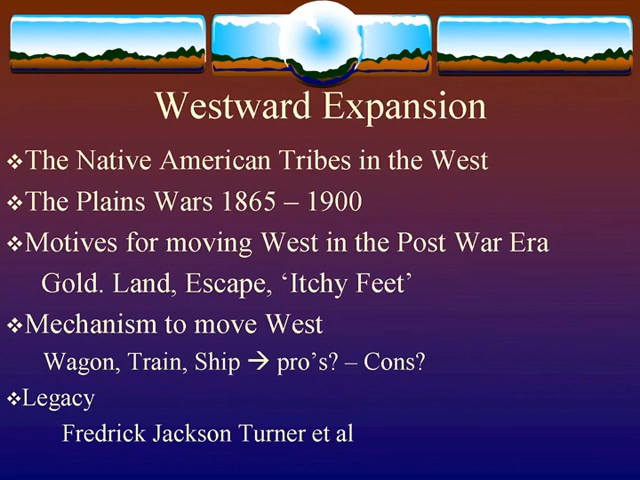 Westward Expansion
❖The Native American Tribes in the West
❖The Plains Wars 1865 – 1900
❖Motives for moving West in the Post War Era
Gold. Land, Escape, ‘Itchy Feet’
❖Mechanism to move West
Wagon, Train, Ship → pro’s? – Cons?
❖Legacy
Fredrick Jackson Turner et al